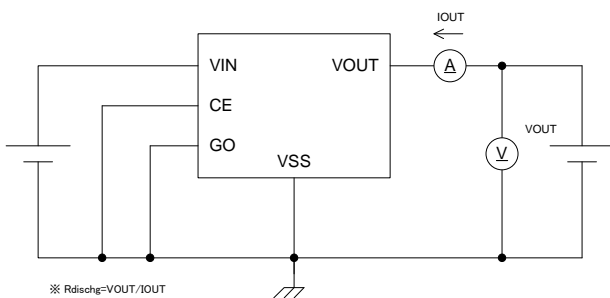 IOUT
VIN
VOUT
A
CE
GO
VOUT
V
VSS
※ Rdischg=VOUT/IOUT